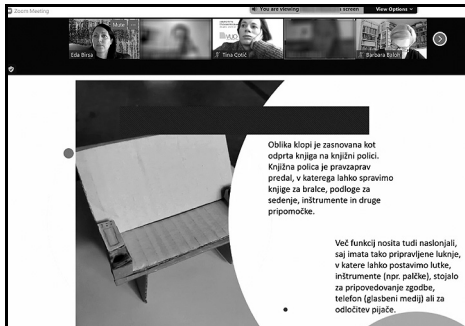 Zoom Meeting
You are viewing
screen
View Options
Eda Birsa
Tina Čotič
Barbara Baloh
Oblika klopi je zasnovana kot
odprta knjiga na knjižni polici.
Knjižna polica je pravzaprav
predal, v katerega lahko spravimo
knjige za bralce, podloge za
sedenje, inštrumente in druge
pripomočke.
Več funkcij nosita tudi naslonjali,
saj imata tako pripravljene luknje,
v katere lahko postavimo lutke,
inštrumente (npr. palčke), stojalo
za pripovedovanje zgodbe,
telefon (glasbeni medij) ali za
odločitev pijače.